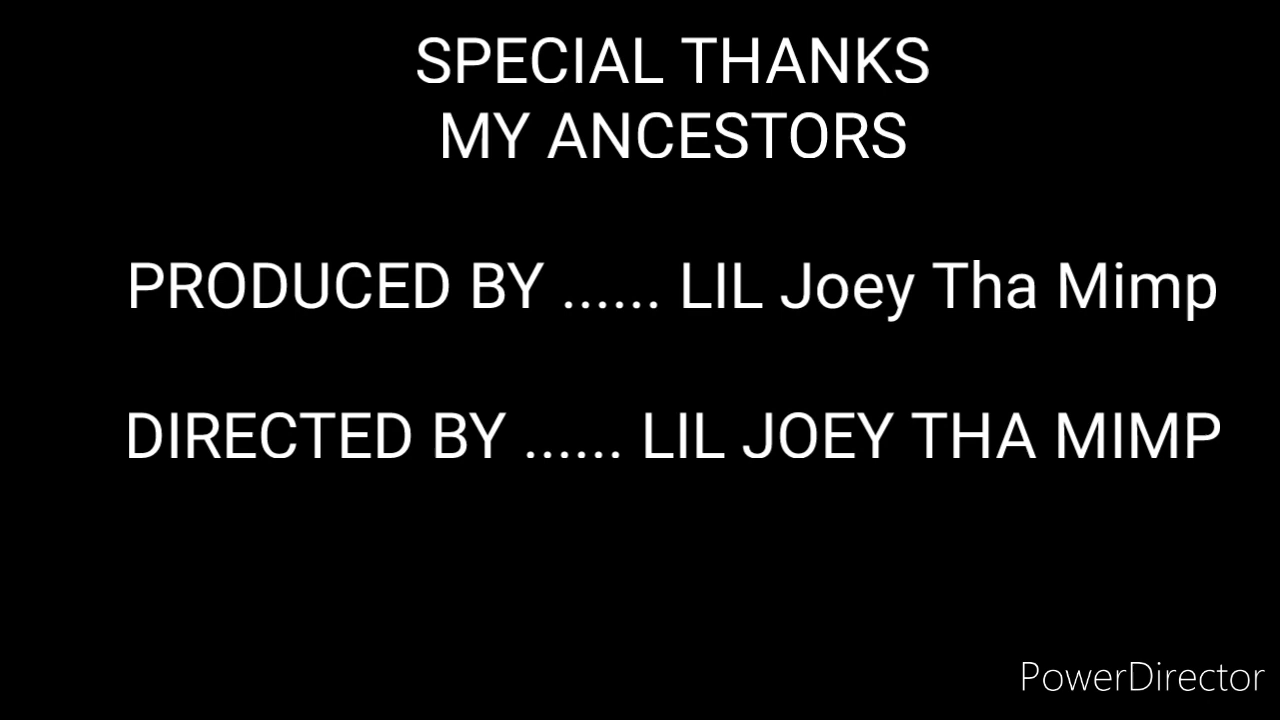 SPECIAL THANKS
MY ANCESTORS
PRODUCED BY ...... LIL Joey Tha Mimp
DIRECTED BY ...... LIL JOEY THA MIMP
PowerDirector